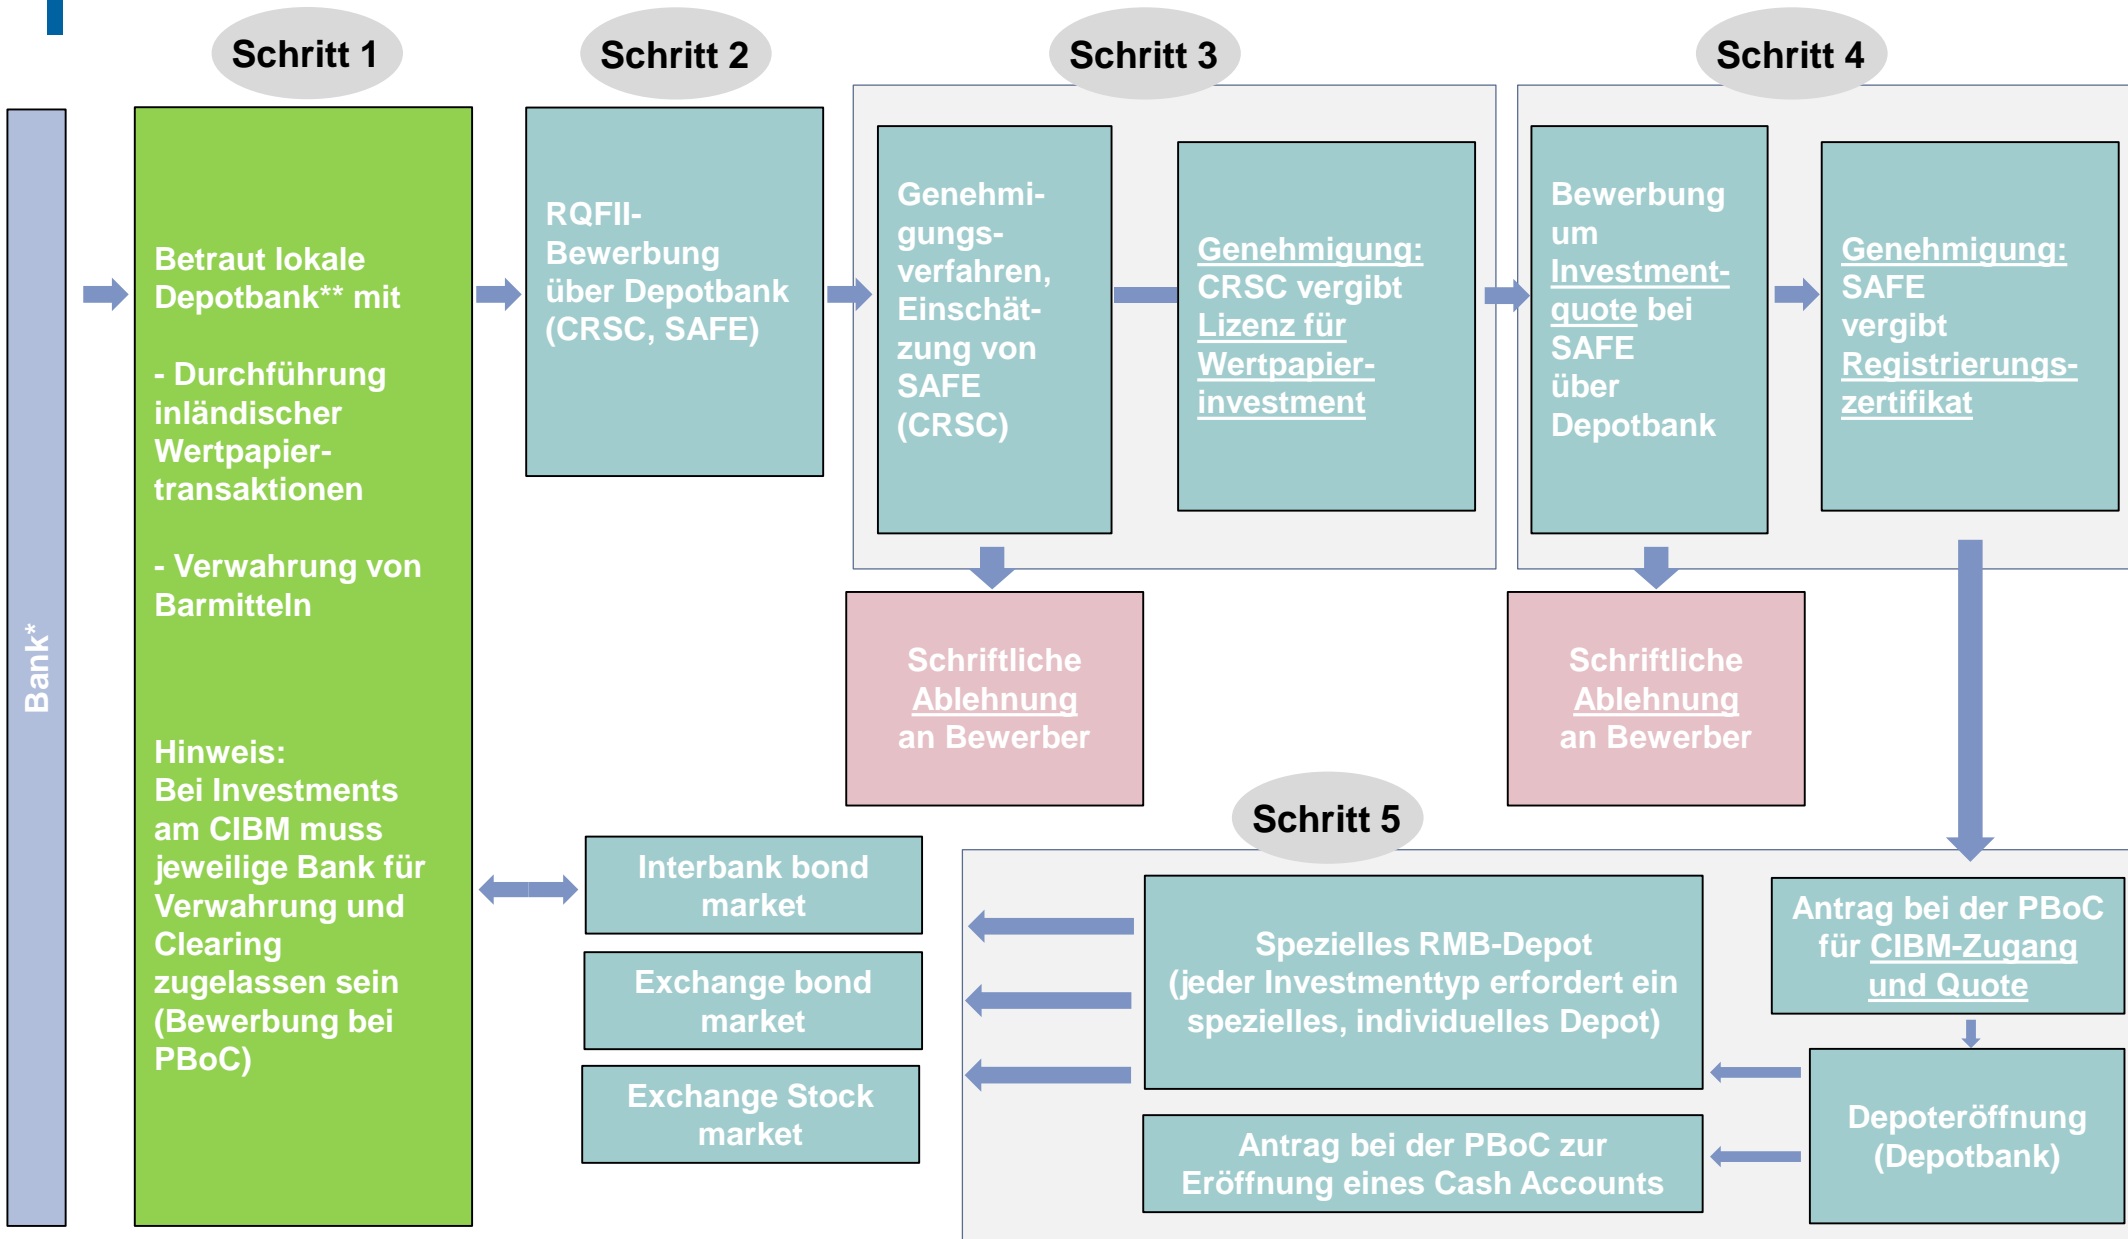 Schritt 1
Schritt 2
Schritt 3
Schritt 4
Bank*
Betraut lokale
Depotbank** mit
- Durchführung
inländischer
Wertpapier-
transaktionen
- Verwahrung von
Barmitteln
Hinweis:
Bei Investments
am CIBM muss
jeweilige Bank für
Verwahrung und
Clearing
zugelassen sein
(Bewerbung bei
PBoC)
RQFII-
Bewerbung
über Depotbank
(CRSC, SAFE)
Genehmi-
gungs-
verfahren,
Einschät-
zung von
SAFE
(CRSC)
Genehmigung:
CRSC vergibt
Lizenz für
Wertpapier-
investment
Bewerbung
um
Investment-
quote bei
SAFE
über
Depotbank
Genehmigung:
SAFE
vergibt
Registrierungs-
zertifikat
Schriftliche
Ablehnung
an Bewerber
Schriftliche
Ablehnung
an Bewerber
Schritt 5
Interbank bond
market
Exchange bond
market
Exchange Stock
market
Spezielles RMB-Depot
(jeder Investmenttyp erfordert ein
spezielles, individuelles Depot)
Antrag bei der PBoC zur
Eröffnung eines Cash Accounts
Antrag bei der PBoC
für CIBM-Zugang
und Quote
Depoteröffnung
(Depotbank)